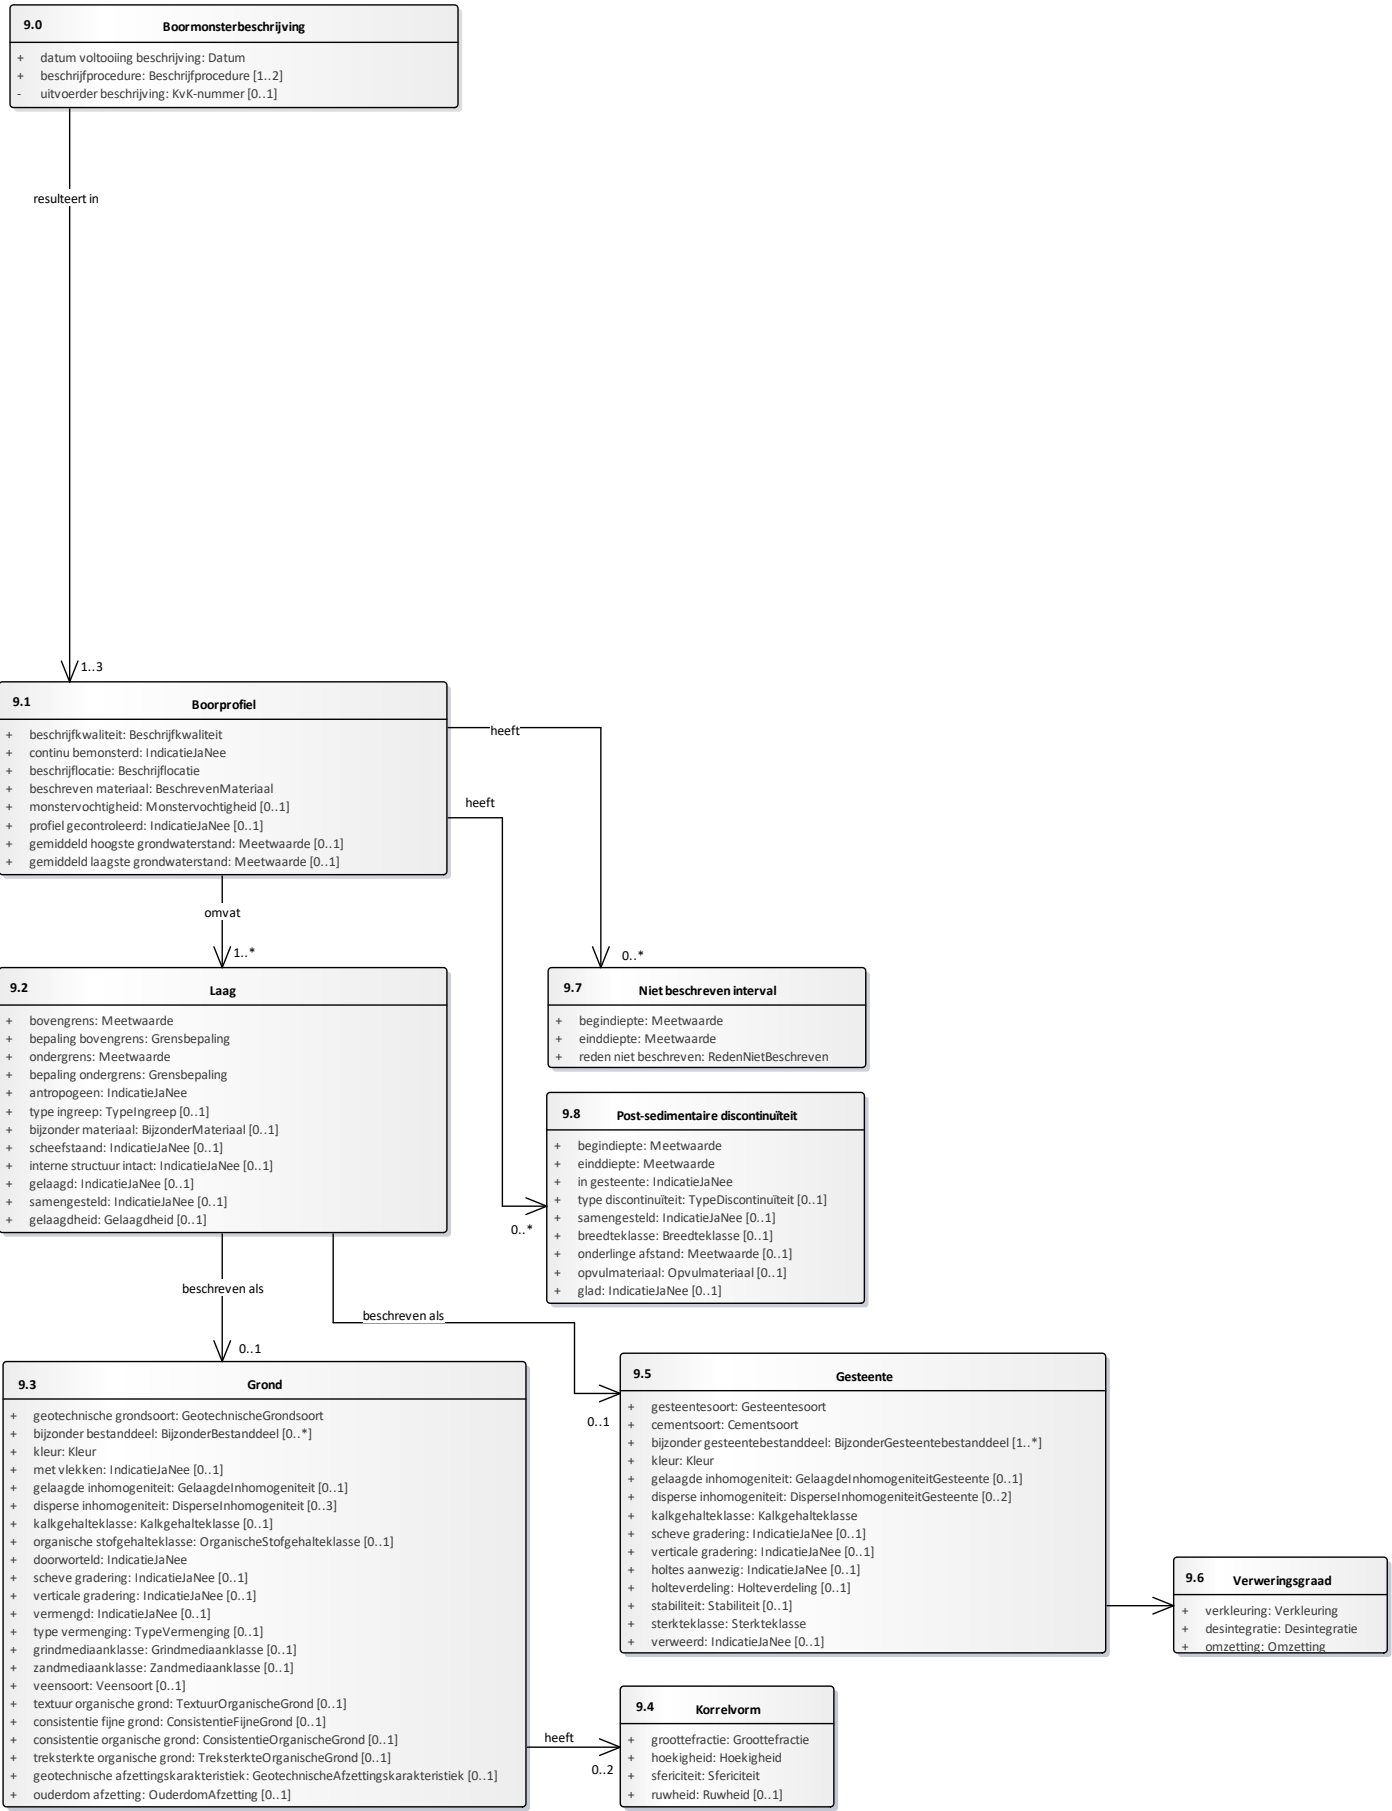 9.0 Boormonsterbeschrijving
+ datum voltooiing beschrijving: Datum
+ beschrijfprocedure: Beschrijfprocedure [1..2]
- uitvoerder beschrijving: KvK-nummer [0..1]
resulteert in
1..3
9.1 Boorprofiel
+ beschrijfkwaliteit: Beschrijfkwaliteit
+ continu bemonsterd: IndicatieJaNee
+ beschrijflocatie: Beschrijflocatie
+ beschreven materiaal: BeschrevenMateriaal
+ monstervochtigheid: Monstervochtigheid [0..1]
+ profiel gecontroleerd: IndicatieJaNee [0..1]
+ gemiddeld hoogste grondwaterstand: Meetwaarde [0..1]
+ gemiddeld laagste grondwaterstand: Meetwaarde [0..1]
heeft
heeft
omvat
1..*
0..*
9.2 Laag
+ bovengrens: Meetwaarde
+ bepaling bovengrens: Grensbepaling
+ ondergrens: Meetwaarde
+ bepaling ondergrens: Grensbepaling
+ antropogeen: IndicatieJaNee
+ type ingreep: TypeIngreep [0..1]
+ bijzonder materiaal: BijzonderMateriaal [0..1]
+ scheefstaand: IndicatieJaNee [0..1]
+ interne structuur intact: IndicatieJaNee [0..1]
+ gelaagd: IndicatieJaNee [0..1]
+ samengesteld: IndicatieJaNee [0..1]
+ gelaagdheid: Gelaagdheid [0..1]
9.7 Niet beschreven interval
+ begindiepte: Meetwaarde
+ einddiepte: Meetwaarde
+ reden niet beschreven: RedenNietBeschreven
9.8 Post-sedimentaire discontinuïteit
+ begindiepte: Meetwaarde
+ einddiepte: Meetwaarde
+ in gesteente: IndicatieJaNee
+ type discontinuïteit: TypeDiscontinuïteit [0..1]
+ samengesteld: IndicatieJaNee [0..1]
+ breedteklasse: Breedteklasse [0..1]
+ onderlinge afstand: Meetwaarde [0..1]
+ opvulmateriaal: Opvulmateriaal [0..1]
+ glad: IndicatieJaNee [0..1]
0..*
beschreven als
beschreven als
0..1
0..1
9.3 Grond
+ geotechnische grondsoort: GeotechnischeGrondsoort
+ bijzonder bestanddeel: BijzonderBestanddeel [0..*]
+ kleur: Kleur
+ met vlekken: IndicatieJaNee [0..1]
+ gelaagde inhomogeniteit: GelaagdeInhomogeniteit [0..1]
+ disperse inhomogeniteit: DisperseInhomogeniteit [0..3]
+ kalkgehalteklasse: Kalkgehalteklasse [0..1]
+ organische stofgehalteklasse: OrganischeStofgehalteklasse [0..1]
+ doorworteld: IndicatieJaNee
+ scheve gradering: IndicatieJaNee [0..1]
+ verticale gradering: IndicatieJaNee [0..1]
+ vermengd: IndicatieJaNee [0..1]
+ type vermenging: TypeVermenging [0..1]
+ grindmediaanklasse: Grindmediaanklasse [0..1]
+ zandmediaanklasse: Zandmediaanklasse [0..1]
+ veensoort: Veensoort [0..1]
+ textuur organische grond: TextuurOrganischeGrond [0..1]
+ consistentie fijne grond: ConsistentieFijneGrond [0..1]
+ consistentie organische grond: ConsistentieOrganischeGrond [0..1]
+ treksterkte organische grond: TreksterkteOrganischeGrond [0..1]
+ geotechnische afzettingskarakteristiek: GeotechnischeAfzettingskarakteristiek [0..1]
+ ouderdom afzetting: OuderdomAfzetting [0..1]
9.5 Gesteente
+ gesteentesoort: Gesteentesoort
+ cementsoort: Cementsoort
+ bijzonder gesteentebestanddeel: BijzonderGesteentebestanddeel [1..*]
+ kleur: Kleur
+ gelaagde inhomogeniteit: GelaagdeInhomogeniteitGesteente [0..1]
+ disperse inhomogeniteit: DisperseInhomogeniteitGesteente [0..2]
+ kalkgehalteklasse: Kalkgehalteklasse
+ scheve gradering: IndicatieJaNee [0..1]
+ verticale gradering: IndicatieJaNee [0..1]
+ holtes aanwezig: IndicatieJaNee [0..1]
+ holteverdeling: Holteverdeling [0..1]
+ stabiliteit: Stabiliteit [0..1]
+ sterkteklasse: Sterkteklasse
+ verweerd: IndicatieJaNee [0..1]
9.6 Verweringsgraad
+ verkleuring: Verkleuring
+ desintegratie: Desintegratie
+ omzetting: Omzetting
heeft
0..2
9.4 Korrelvorm
+ groottefractie: Groottefractie
+ hoekigheid: Hoekigheid
+ sfericiteit: Sfericiteit
+ ruwheid: Ruwheid [0..1]